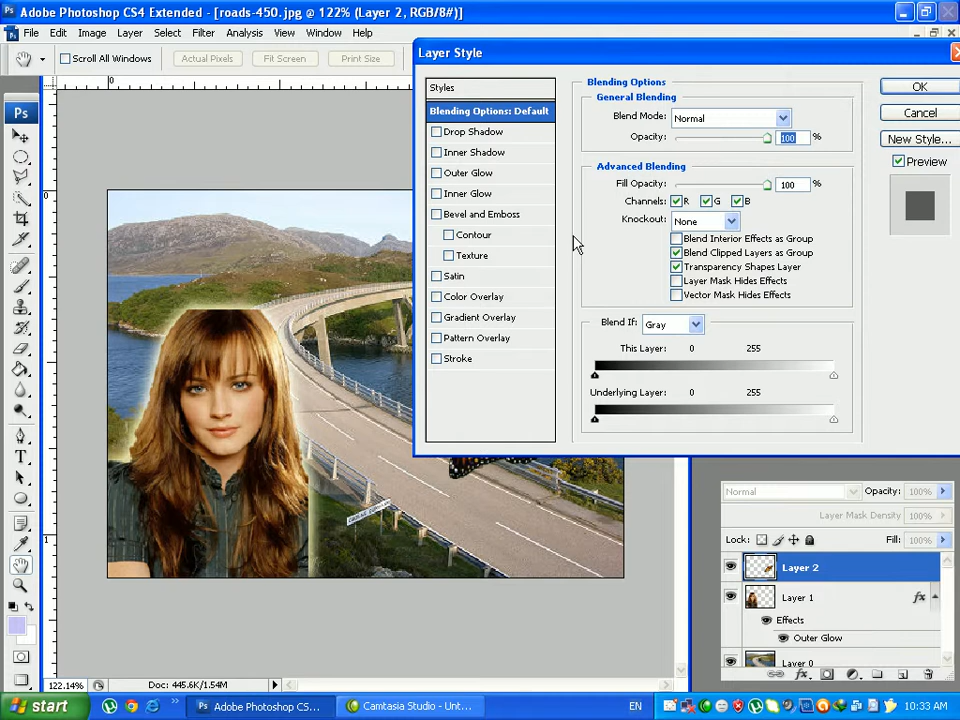 Adobe Photoshop CS4 Extended - [roads-450.jpg @ 122% (Layer 2, RGB/8#)]
File Edit Image Layer Select Filter Analysis View Window Help
Scroll All Windows Actual Pixels Fit Screen Print Size
Layer Style
Styles
Blending Options: Default
Drop Shadow
Inner Shadow
Outer Glow
Inner Glow
Bevel and Emboss
Contour
Texture
Satin
Color Overlay
Gradient Overlay
Pattern Overlay
Stroke
Blending Options
General Blending
Blend Mode: Normal
Opacity: 100 %
Advanced Blending
Fill Opacity: 100 %
Channels: R G B
Knockout: None
Blend Interior Effects as Group
Blend Clipped Layers as Group
Transparency Shapes Layer
Layer Mask Hides Effects
Vector Mask Hides Effects
Blend If: Gray
This Layer: 0 255
Underlying Layer: 0 255
OK
Cancel
New Style...
Preview
Ps
0
0
1
Normal Opacity: 100%
Layer Mask Density:
Lock: Fill: 100%
Layer 2
Layer 1 fx
Effects
Outer Glow
Layer 0
122.14% Doc: 445.6K/1.54M
start Adobe Photoshop CS... Camtasia Studio - Unt... EN 10:33 AM